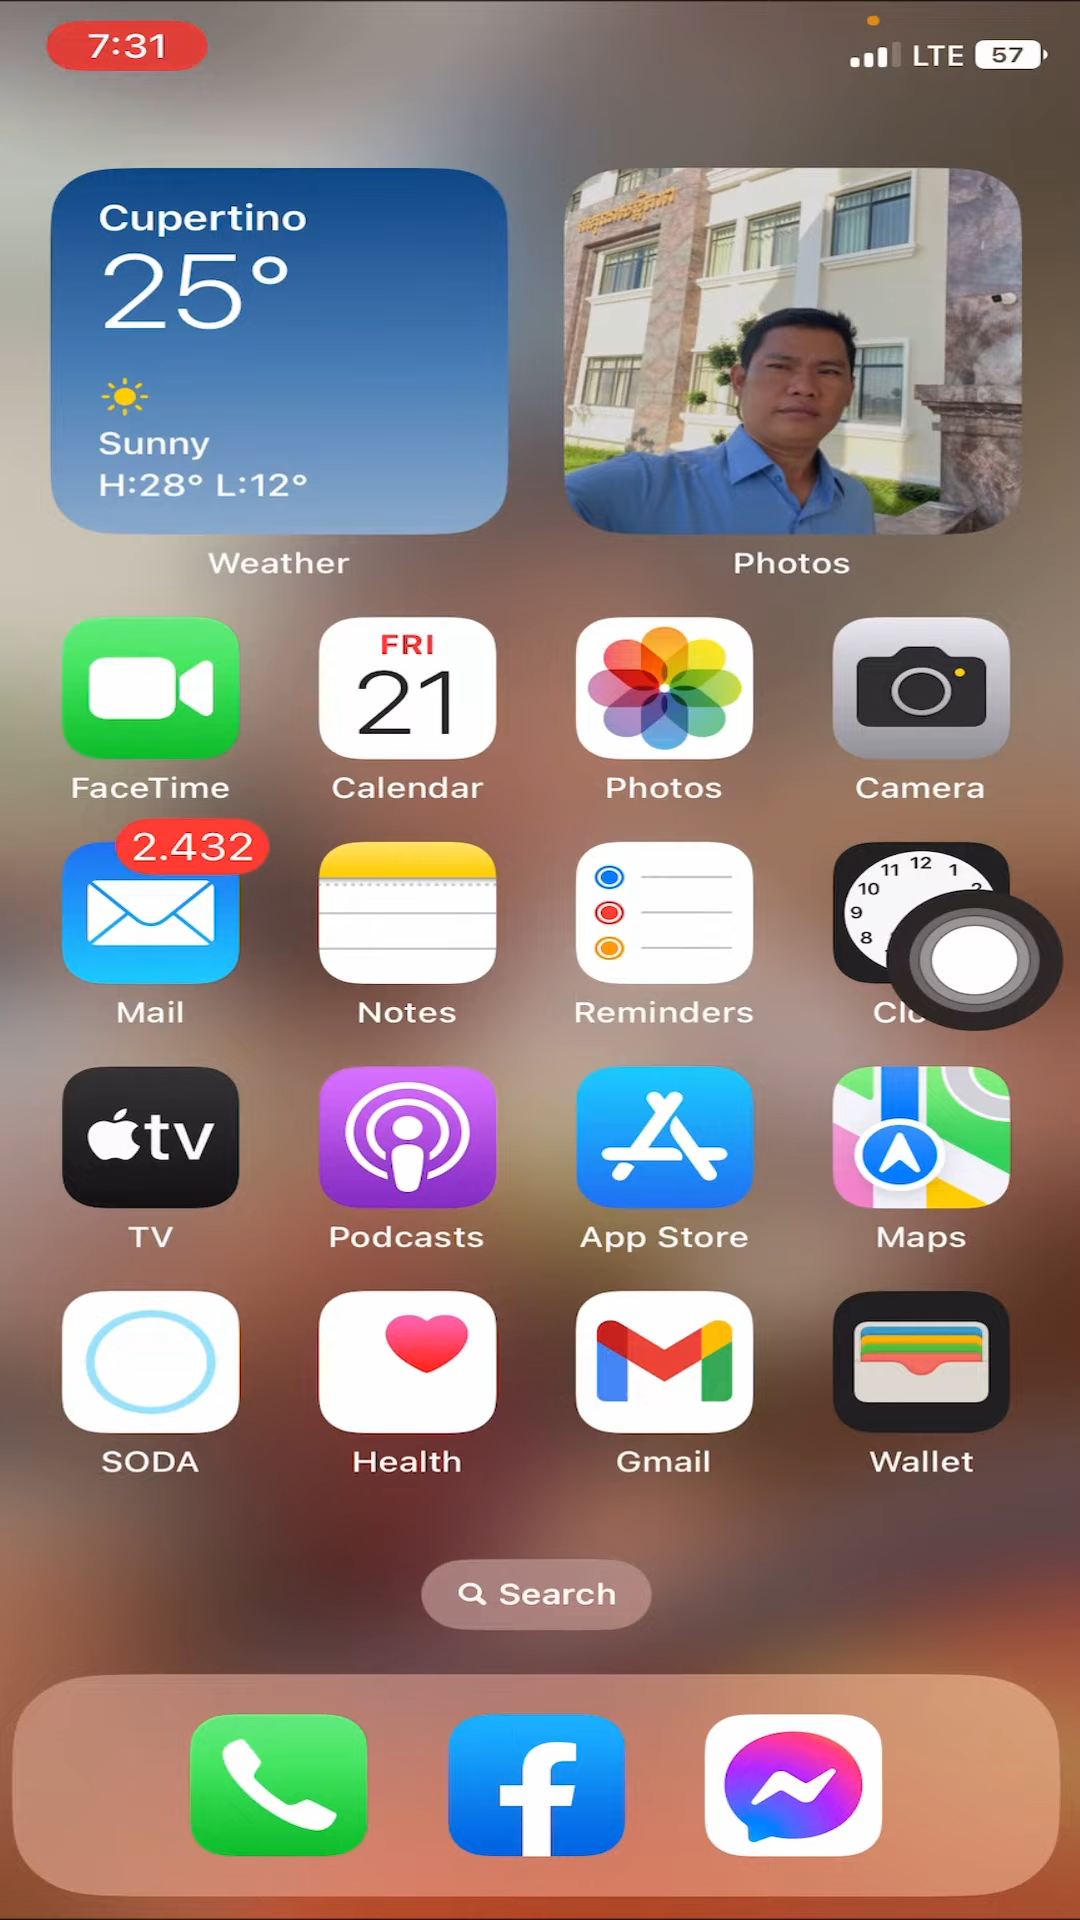 7:31
LTE 57
Cupertino
25°
Sunny
H:28° L:12°
Weather
Photos
FRI
21
FaceTime
Calendar
Photos
Camera
2.432
11 12 1
10
9
8
Mail
Notes
Reminders
tv
TV
Podcasts
App Store
Maps
SODA
Health
Gmail
Wallet
Search